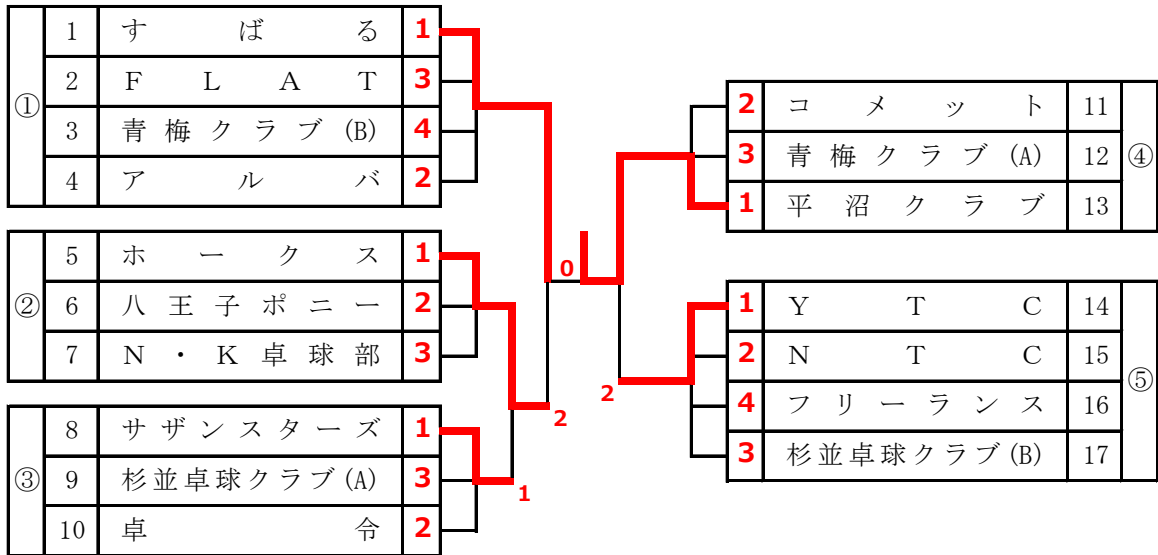 ① 1 すばる 1
2 FLAT 3
3 青梅クラブ(B) 4
4 アルバ 2
② 5 ホークス 1
6 八王子ポニー 2
7 N・K卓球部 3
③ 8 サザンスターズ 1
9 杉並卓球クラブ(A) 3
10 卓令 2
0
2
2
1
2 コメット 11 ④
3 青梅クラブ(A) 12
1 平沼クラブ 13
1 YTC 14 ⑤
2 NTC 15
4 フリーランス 16
3 杉並卓球クラブ(B) 17